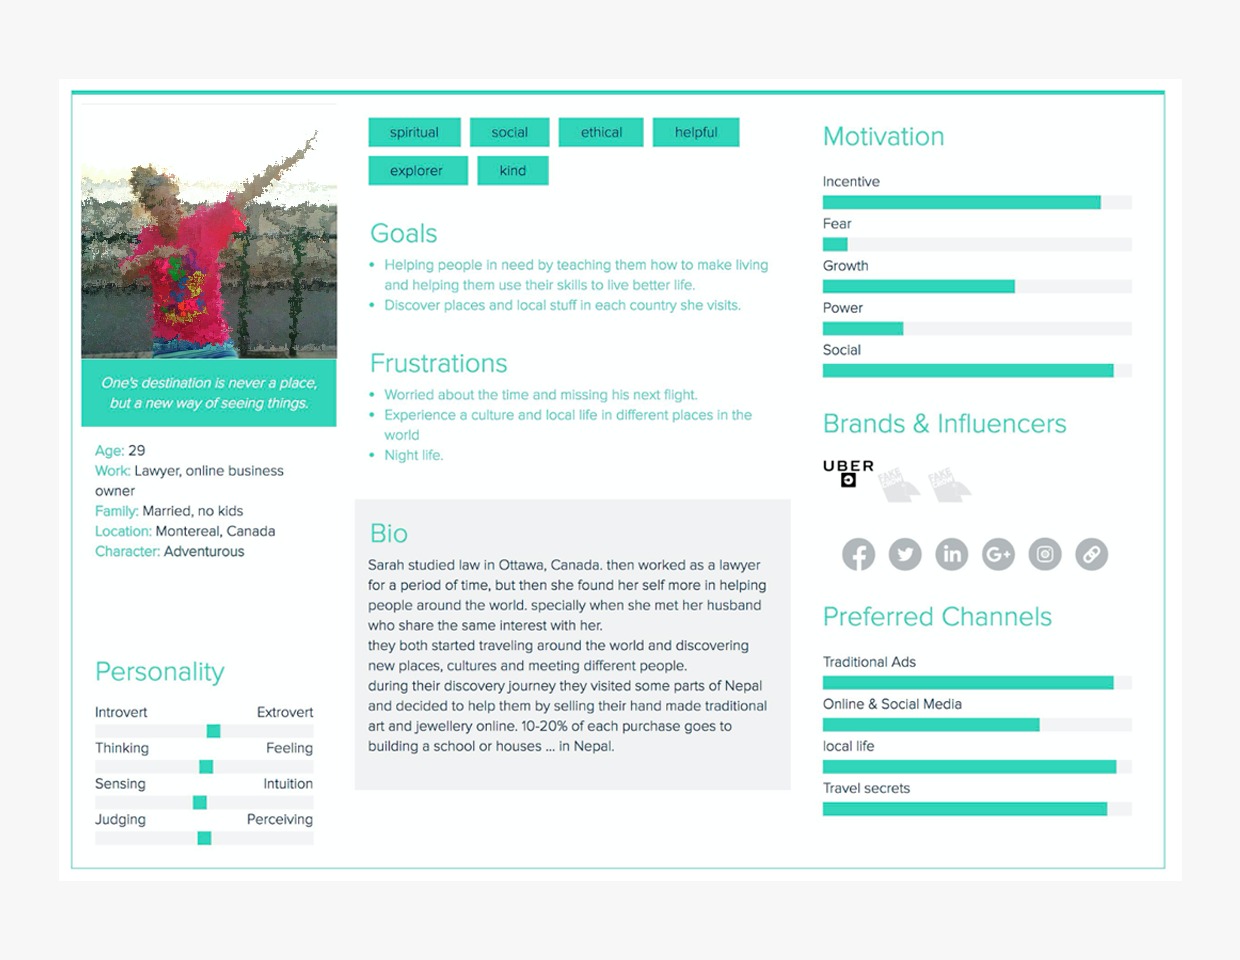 One's destination is never a place,
but a new way of seeing things.
Age: 29
Work: Lawyer, online business
owner
Family: Married, no kids
Location: Montereal, Canada
Character: Adventurous
Personality
Introvert Extrovert
Thinking Feeling
Sensing Intuition
Judging Perceiving
spiritual social ethical helpful
explorer kind
Goals
• Helping people in need by teaching them how to make living
and helping them use their skills to live better life.
• Discover places and local stuff in each country she visits.
Frustrations
• Worried about the time and missing his next flight.
• Experience a culture and local life in different places in the
world
• Night life.
Bio
Sarah studied law in Ottawa, Canada. then worked as a lawyer
for a period of time, but then she found her self more in helping
people around the world. specially when she met her husband
who share the same interest with her.
they both started traveling around the world and discovering
new places, cultures and meeting different people.
during their discovery journey they visited some parts of Nepal
and decided to help them by selling their hand made traditional
art and jewellery online. 10-20% of each purchase goes to
building a school or houses ... in Nepal.
Motivation
Incentive
Fear
Growth
Power
Social
Brands & Influencers
UBER
FAKE
CROW
FAKE
CROW
f in G+
Preferred Channels
Traditional Ads
Online & Social Media
local life
Travel secrets